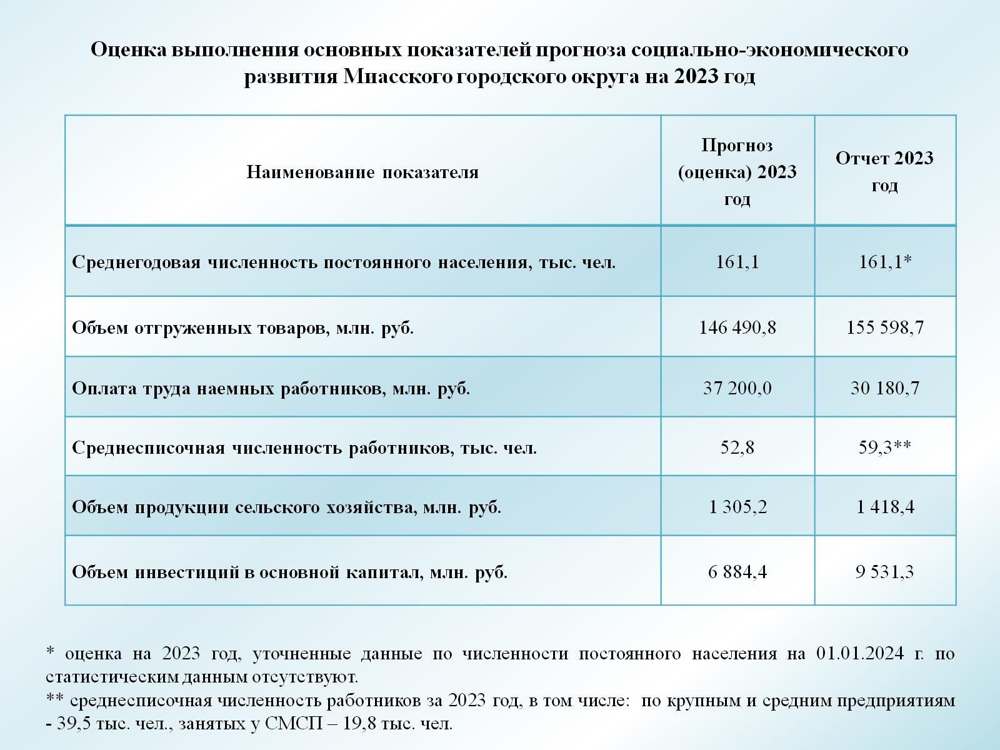 Оценка выполнения основных показателей прогноза социально-экономического
развития Миасского городского округа на 2023 год
Наименование показателя
Прогноз
(оценка) 2023
год
Отчет 2023
год
Среднегодовая численность постоянного населения, тыс. чел.
161,1
161,1*
Объем отгруженных товаров, млн. руб.
146 490,8
155 598,7
Оплата труда наемных работников, млн. руб.
37 200,0
30 180,7
Среднесписочная численность работников, тыс. чел.
52,8
59,3**
Объем продукции сельского хозяйства, млн. руб.
1 305,2
1 418,4
Объем инвестиций в основной капитал, млн. руб.
6 884,4
9 531,3
* оценка на 2023 год, уточненные данные по численности постоянного населения на 01.01.2024 г. по
статистическим данным отсутствуют.
** среднесписочная численность работников за 2023 год, в том числе: по крупным и средним предприятиям
- 39,5 тыс. чел., занятых у СМСП – 19,8 тыс. чел.